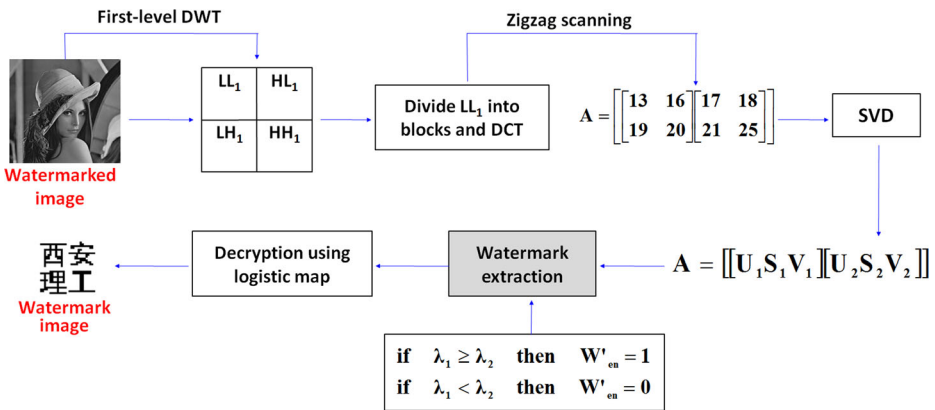 First-level DWT
Zigzag scanning
LL₁ HL₁
LH₁ HH₁
Divide LL₁ into
blocks and DCT
A = [[13 16][17 18]
[19 20][21 25]]
SVD
Watermarked
image
西安
理工
Watermark
image
Decryption using
logistic map
Watermark
extraction
A = [[U₁S₁V₁][U₂S₂V₂]]
if λ₁ ≥ λ₂ then W'ₑₙ = 1
if λ₁ < λ₂ then W'ₑₙ = 0